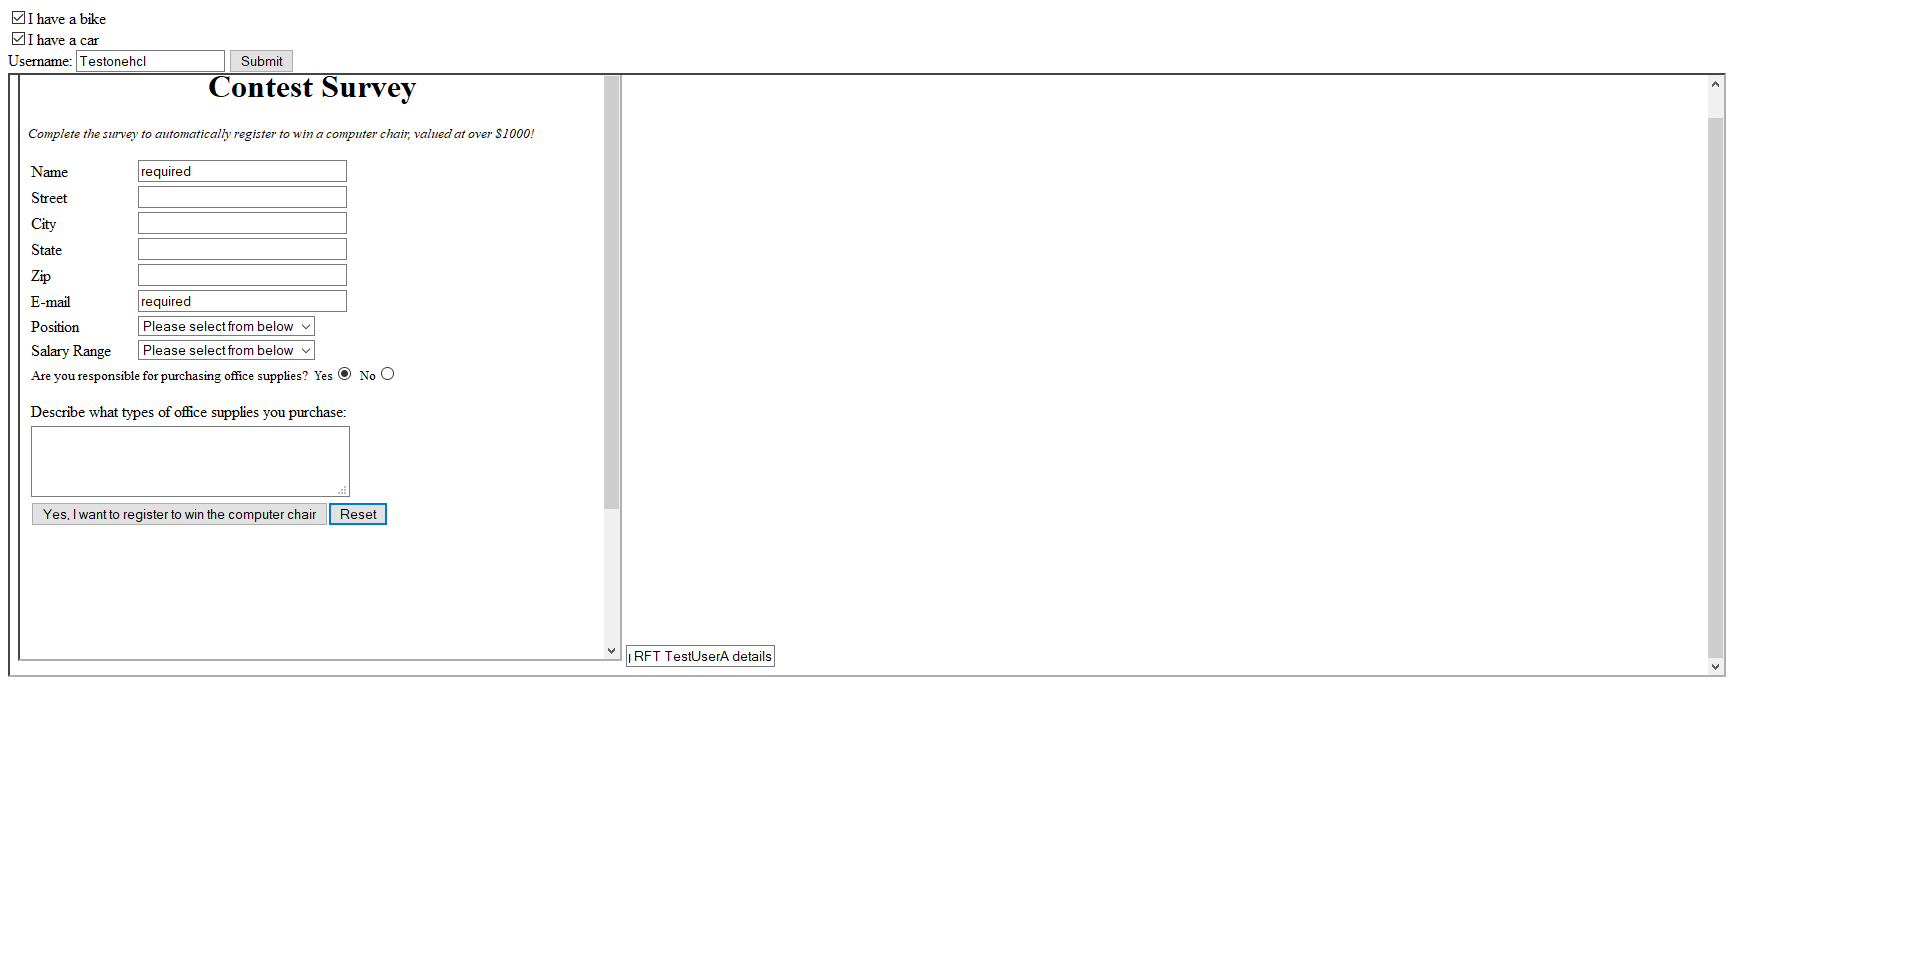 I have a bike
I have a car
Username: Testonehcl Submit
Contest Survey
Complete the survey to automatically register to win a computer chair, valued at over $1000!
Name required
Street
City
State
Zip
E-mail required
Position Please select from below
Salary Range Please select from below
Are you responsible for purchasing office supplies? Yes No
Describe what types of office supplies you purchase:
Yes, I want to register to win the computer chair Reset
RFT TestUserA details